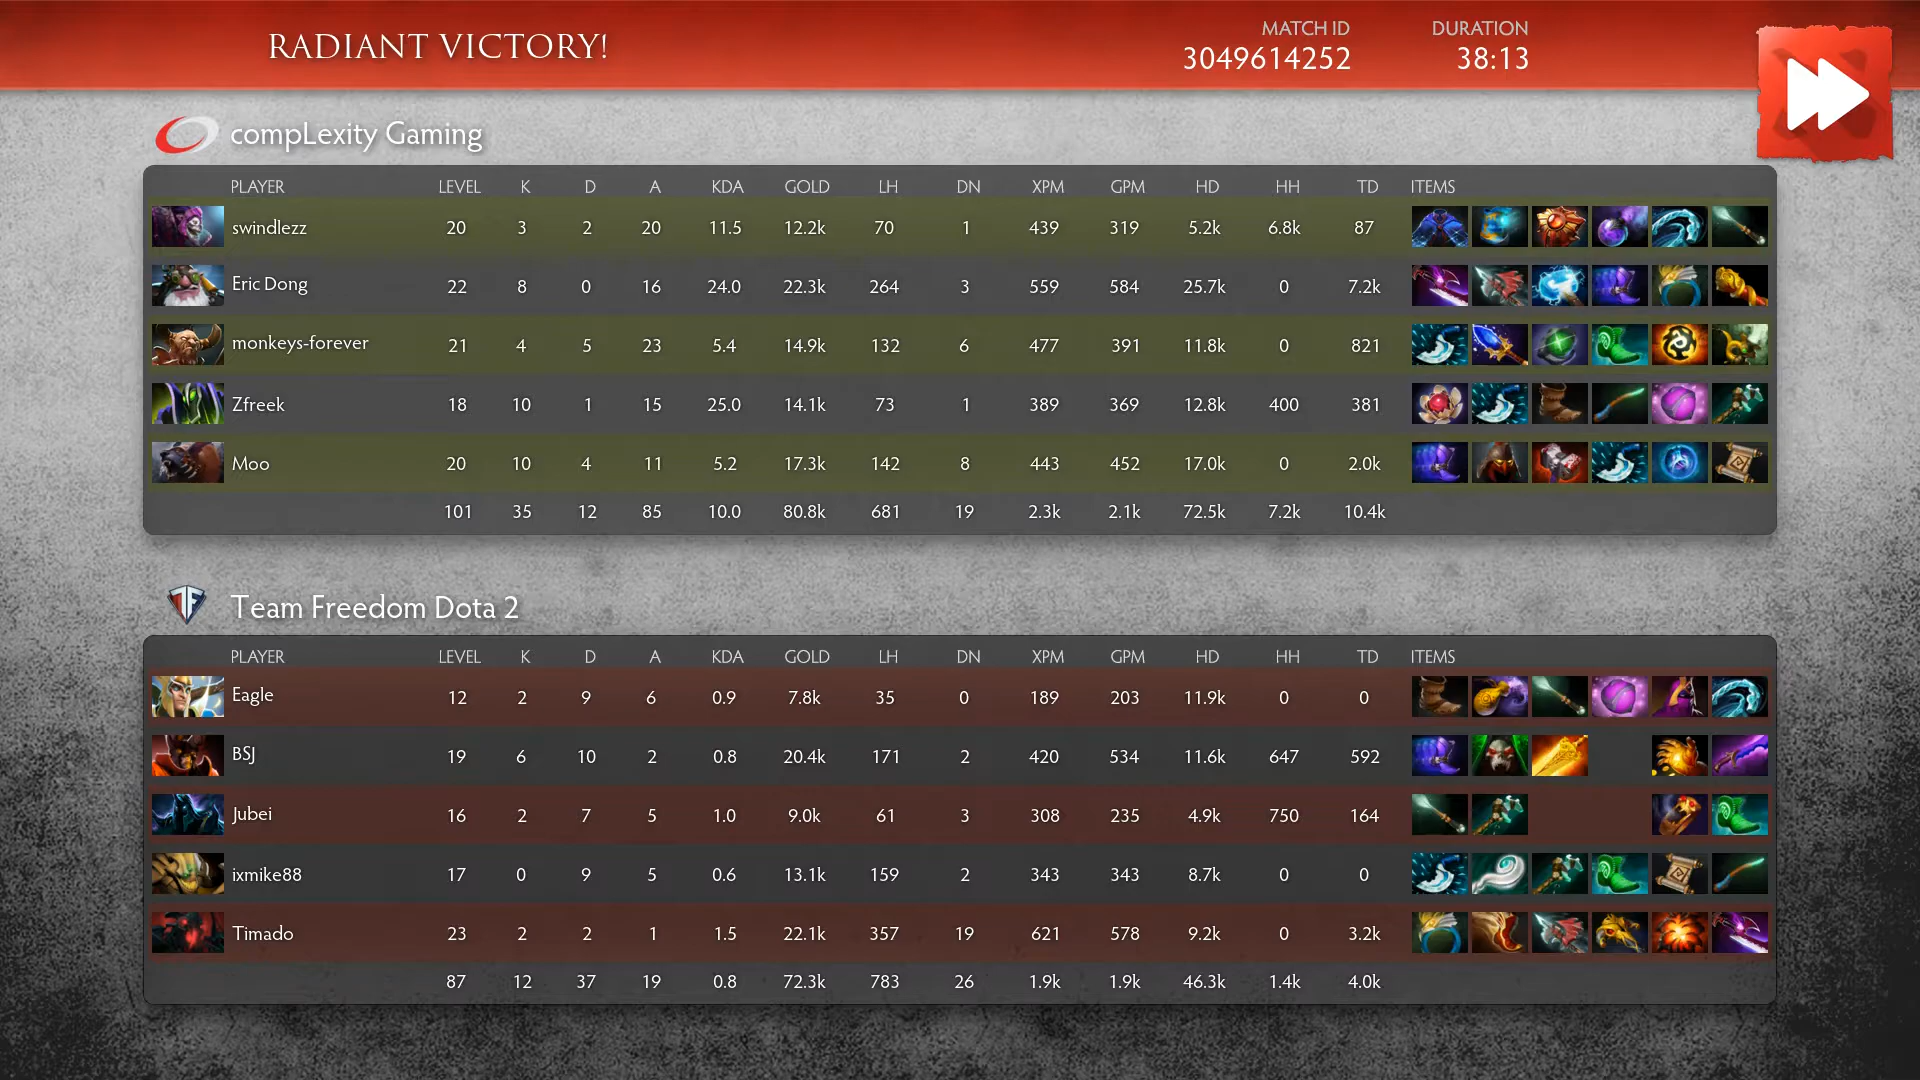 RADIANT VICTORY!
MATCH ID
3049614252
DURATION
38:13
compLexity Gaming
PLAYER LEVEL K D A KDA GOLD LH DN XPM GPM HD HH TD ITEMS
swindlezz 20 3 2 20 11.5 12.2k 70 1 439 319 5.2k 6.8k 87
Eric Dong 22 8 0 16 24.0 22.3k 264 3 559 584 25.7k 0 7.2k
monkeys-forever 21 4 5 23 5.4 14.9k 132 6 477 391 11.8k 0 821
Zfreek 18 10 1 15 25.0 14.1k 73 1 389 369 12.8k 400 381
Moo 20 10 4 11 5.2 17.3k 142 8 443 452 17.0k 0 2.0k
101 35 12 85 10.0 80.8k 681 19 2.3k 2.1k 72.5k 7.2k 10.4k
TF
Team Freedom Dota 2
PLAYER LEVEL K D A KDA GOLD LH DN XPM GPM HD HH TD ITEMS
Eagle 12 2 9 6 0.9 7.8k 35 0 189 203 11.9k 0 0
BSJ 19 6 10 2 0.8 20.4k 171 2 420 534 11.6k 647 592
Jubei 16 2 7 5 1.0 9.0k 61 3 308 235 4.9k 750 164
ixmike88 17 0 9 5 0.6 13.1k 159 2 343 343 8.7k 0 0
Timado 23 2 2 1 1.5 22.1k 357 19 621 578 9.2k 0 3.2k
87 12 37 19 0.8 72.3k 783 26 1.9k 1.9k 46.3k 1.4k 4.0k